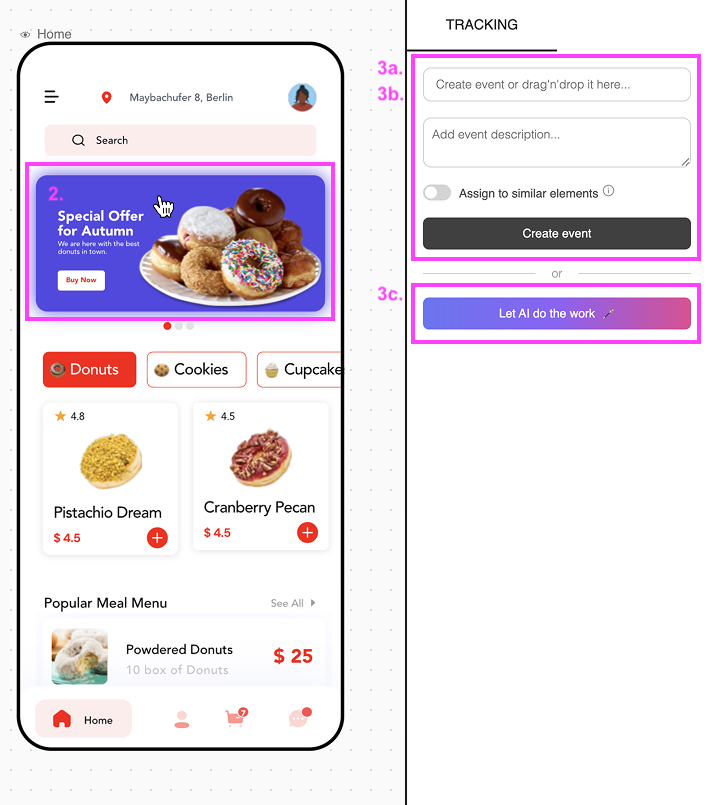 Home
Maybachufer 8, Berlin
Search
2.
Special Offer
for Autumn
We are here with the best
donuts in town.
Buy Now
Donuts
Cookies
Cupcake
4.8
4.5
Pistachio Dream
Cranberry Pecan
$ 4.5
$ 4.5
Popular Meal Menu
See All
Powdered Donuts
10 box of Donuts
$ 25
Home
7
TRACKING
3a.
3b.
Create event or drag'n'drop it here...
Add event description...
Assign to similar elements
Create event
or
3c.
Let AI do the work